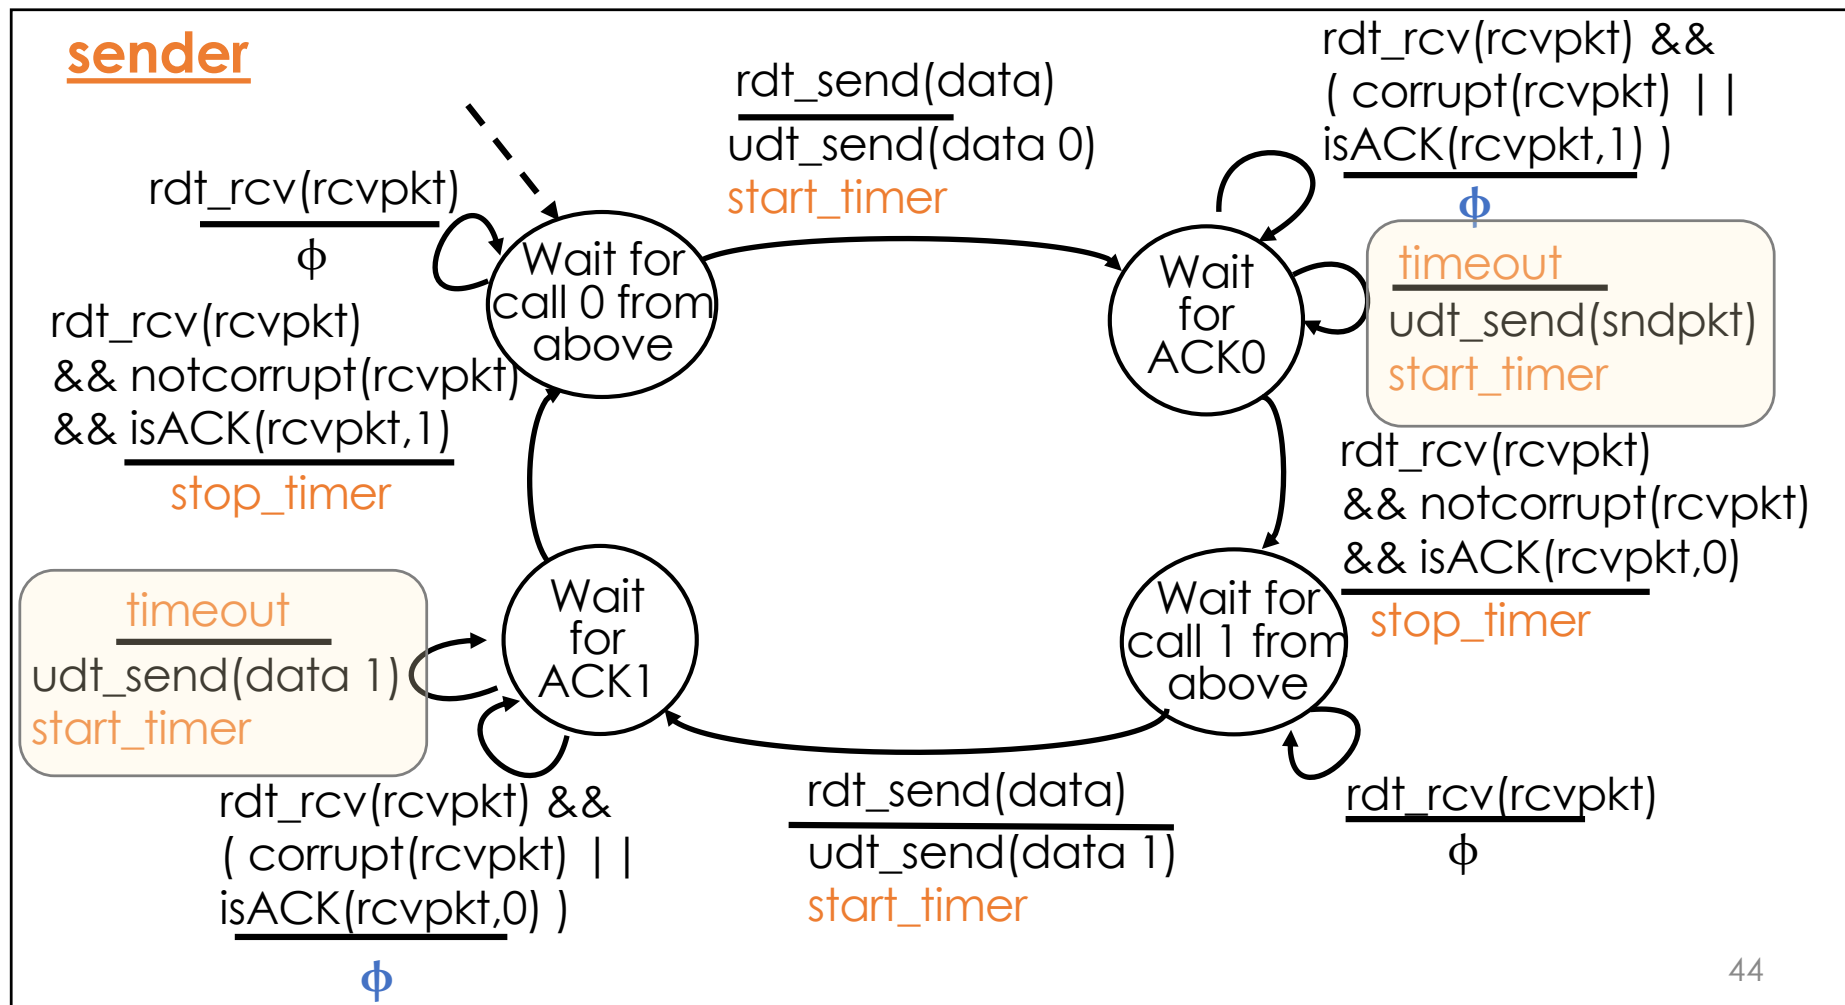 sender
rdt_send(data)
udt_send(data 0)
start_timer
rdt_rcv(rcvpkt) &&
( corrupt(rcvpkt) ||
isACK(rcvpkt,1) )
ϕ
rdt_rcv(rcvpkt)
ϕ
Wait for
call 0 from
above
Wait
for
ACK0
timeout
udt_send(sndpkt)
start_timer
rdt_rcv(rcvpkt)
&& notcorrupt(rcvpkt)
&& isACK(rcvpkt,1)
stop_timer
rdt_rcv(rcvpkt)
&& notcorrupt(rcvpkt)
&& isACK(rcvpkt,0)
stop_timer
timeout
udt_send(data 1)
start_timer
Wait
for
ACK1
Wait for
call 1 from
above
rdt_rcv(rcvpkt) &&
( corrupt(rcvpkt) ||
isACK(rcvpkt,0) )
ϕ
rdt_send(data)
udt_send(data 1)
start_timer
rdt_rcv(rcvpkt)
ϕ
44